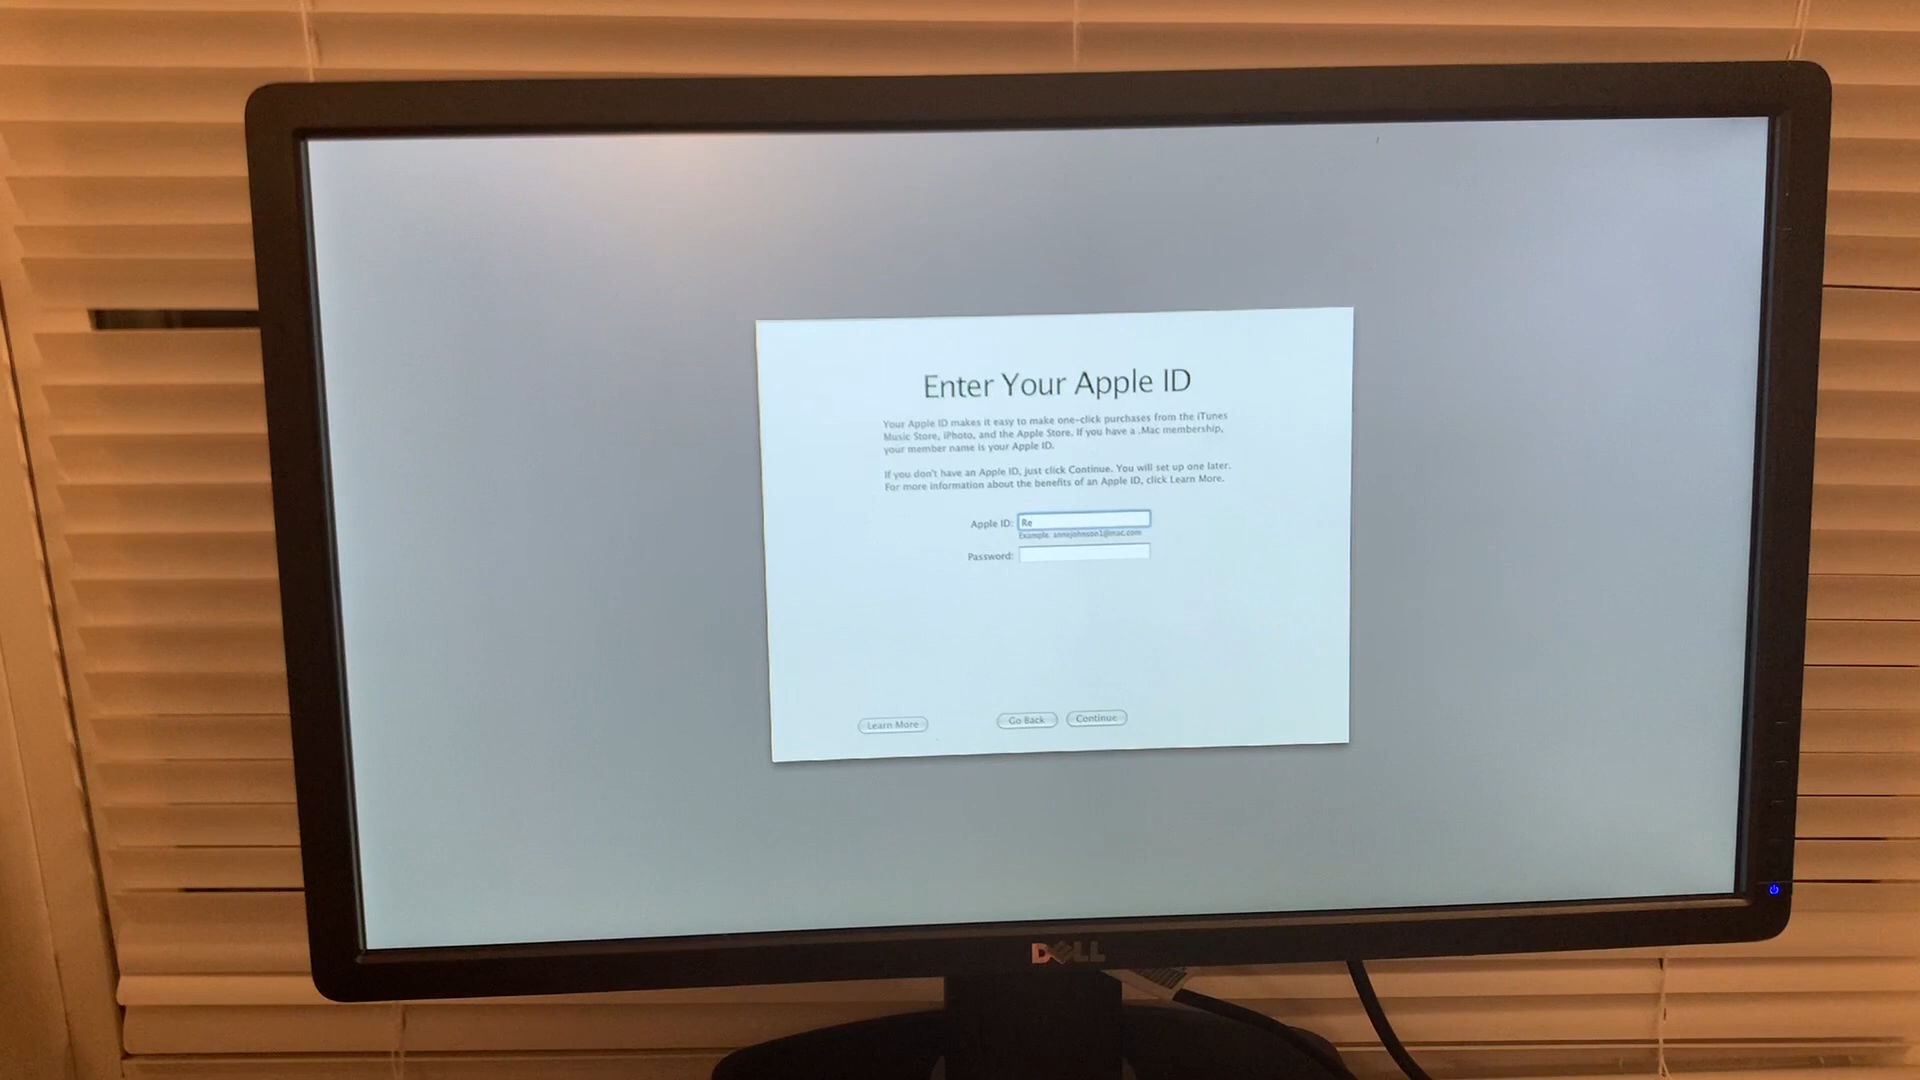 Enter Your Apple ID
Your Apple ID makes it easy to make one-click purchases from the iTunes
Music Store, iPhoto, and the Apple Store. If you have a .Mac membership,
your member name is your Apple ID.
If you don't have an Apple ID, just click Continue. You will set up one later.
For more information about the benefits of an Apple ID, click Learn More.
Apple ID: Re
Example: annejohnson1@mac.com
Password:
Learn More Go Back Continue
DELL